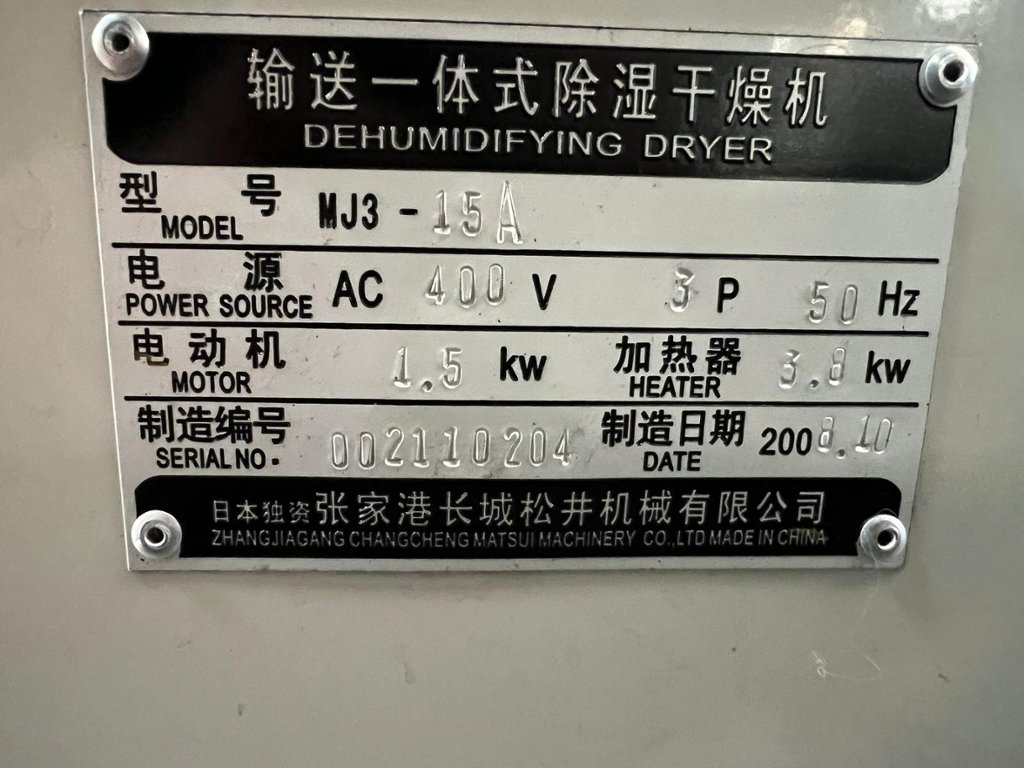 输送一体式除湿干燥机
DEHUMIDIFYING DRYER
型 号 MJ3 - 15A
MODEL
电 源 AC 400 V 3 P 50 Hz
POWER SOURCE
电动机 1.5 kw 加热器 3.8 kw
MOTOR HEATER
制造编号 002110204 制造日期 2008.10
SERIAL NO. DATE
日本独资 张家港长城松井机械有限公司
ZHANGJIAGANG CHANGCHENG MATSUI MACHINERY CO.,LTD MADE IN CHINA